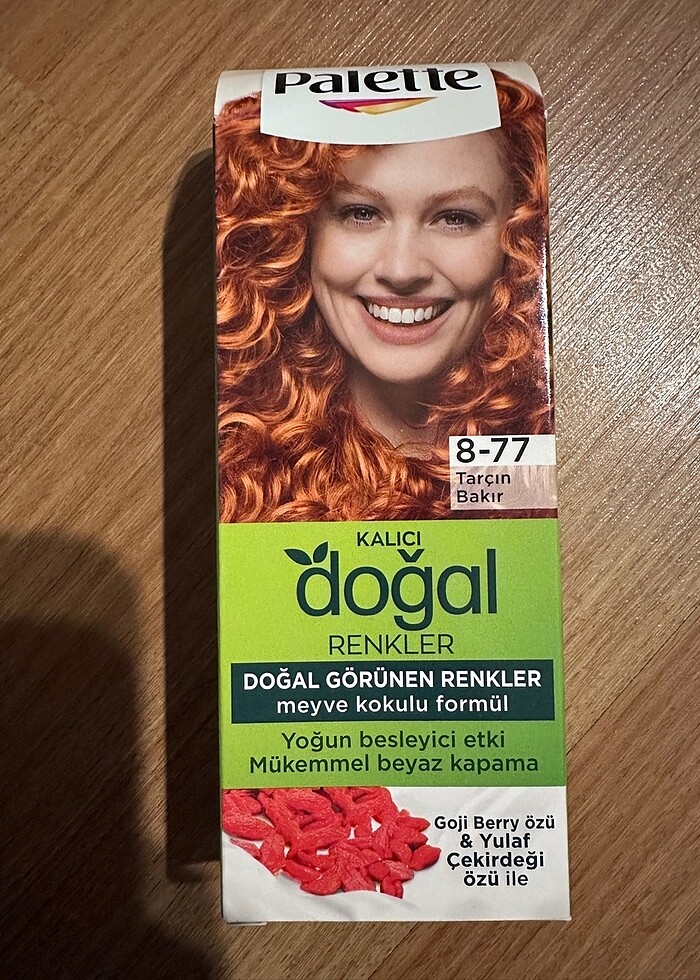 Palette
8-77
Tarçın
Bakır
KALICI
doğal
RENKLER
DOĞAL GÖRÜNEN RENKLER
meyve kokulu formül
Yoğun besleyici etki
Mükemmel beyaz kapama
Goji Berry özü
& Yulaf
Çekirdeği
özü ile